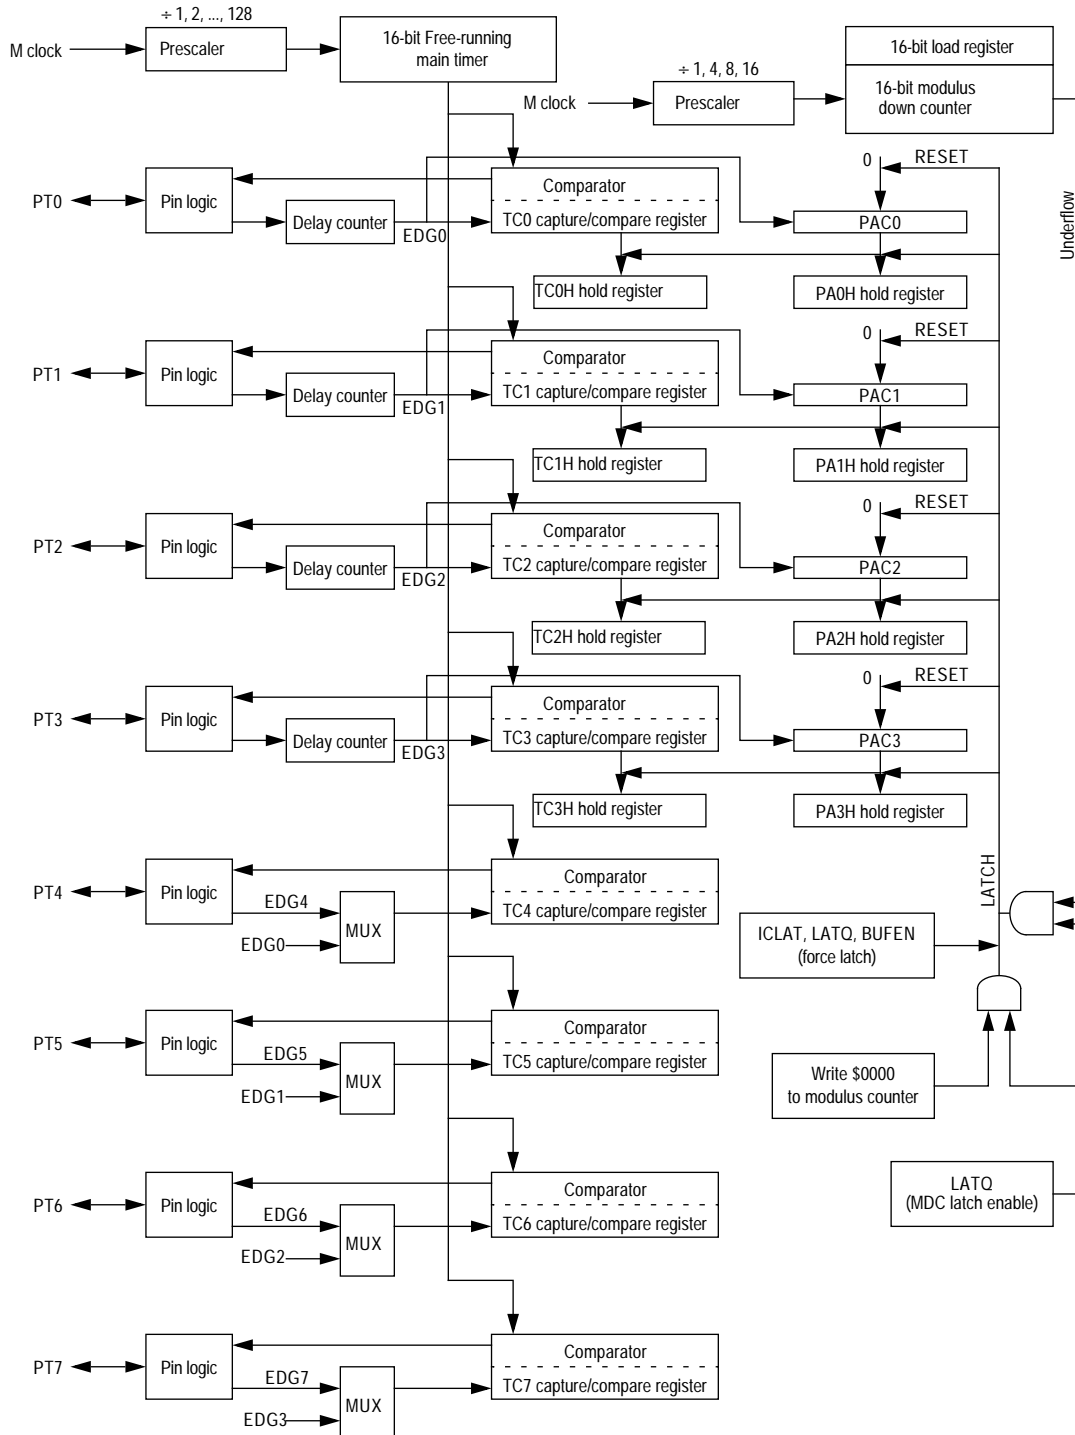 ÷ 1, 2, ..., 128
M clock
Prescaler
16-bit Free-running
main timer
÷ 1, 4, 8, 16
M clock
Prescaler
16-bit load register
16-bit modulus
down counter
Underflow
PT0
Pin logic
Delay counter
EDG0
Comparator
TC0 capture/compare register
TC0H hold register
0
RESET
PAC0
PA0H hold register
PT1
Pin logic
Delay counter
EDG1
Comparator
TC1 capture/compare register
TC1H hold register
0
RESET
PAC1
PA1H hold register
PT2
Pin logic
Delay counter
EDG2
Comparator
TC2 capture/compare register
TC2H hold register
0
RESET
PAC2
PA2H hold register
PT3
Pin logic
Delay counter
EDG3
Comparator
TC3 capture/compare register
TC3H hold register
0
RESET
PAC3
PA3H hold register
LATCH
PT4
Pin logic
EDG4
EDG0
MUX
Comparator
TC4 capture/compare register
ICLAT, LATQ, BUFEN
(force latch)
PT5
Pin logic
EDG5
EDG1
MUX
Comparator
TC5 capture/compare register
Write $0000
to modulus counter
PT6
Pin logic
EDG6
EDG2
MUX
Comparator
TC6 capture/compare register
LATQ
(MDC latch enable)
PT7
Pin logic
EDG7
EDG3
MUX
Comparator
TC7 capture/compare register